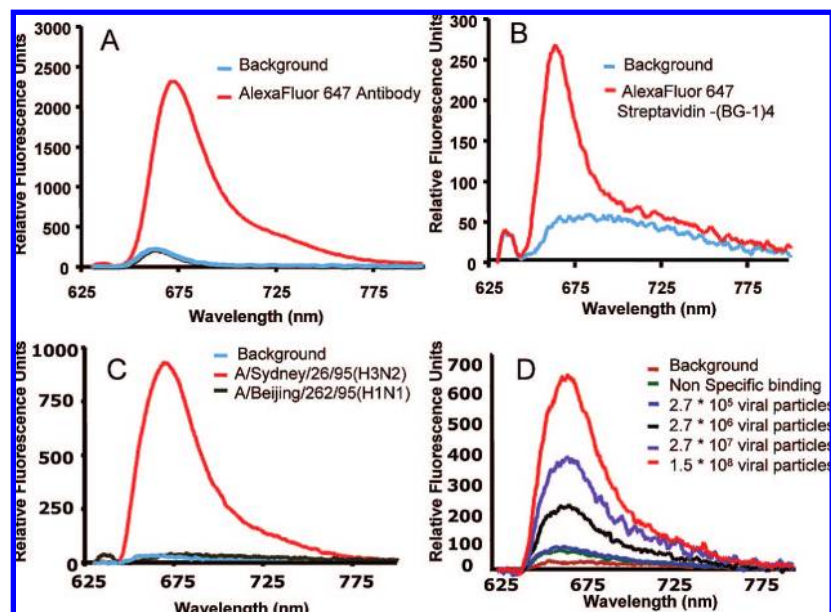 A
Relative Fluorescence Units
3000
2500
2000
1500
1000
500
0
625
675
725
775
Wavelength (nm)
Background
AlexaFluor 647 Antibody
B
Relative Fluorescence Units
300
250
200
150
100
50
0
625
675
725
775
Wavelength (nm)
Background
AlexaFluor 647
Streptavidin -(BG-1)4
C
Relative Fluorescence Units
1000
750
500
250
0
625
675
725
775
Wavelength (nm)
Background
A/Sydney/26/95(H3N2)
A/Beijing/262/95(H1N1)
D
Relative Fluorescence Units
700
600
500
400
300
200
100
0
625
675
725
775
Wavelength (nm)
Background
Non Specific binding
2.7 * 10⁵ viral particles
2.7 * 10⁶ viral particles
2.7 * 10⁷ viral particles
1.5 * 10⁸ viral particles